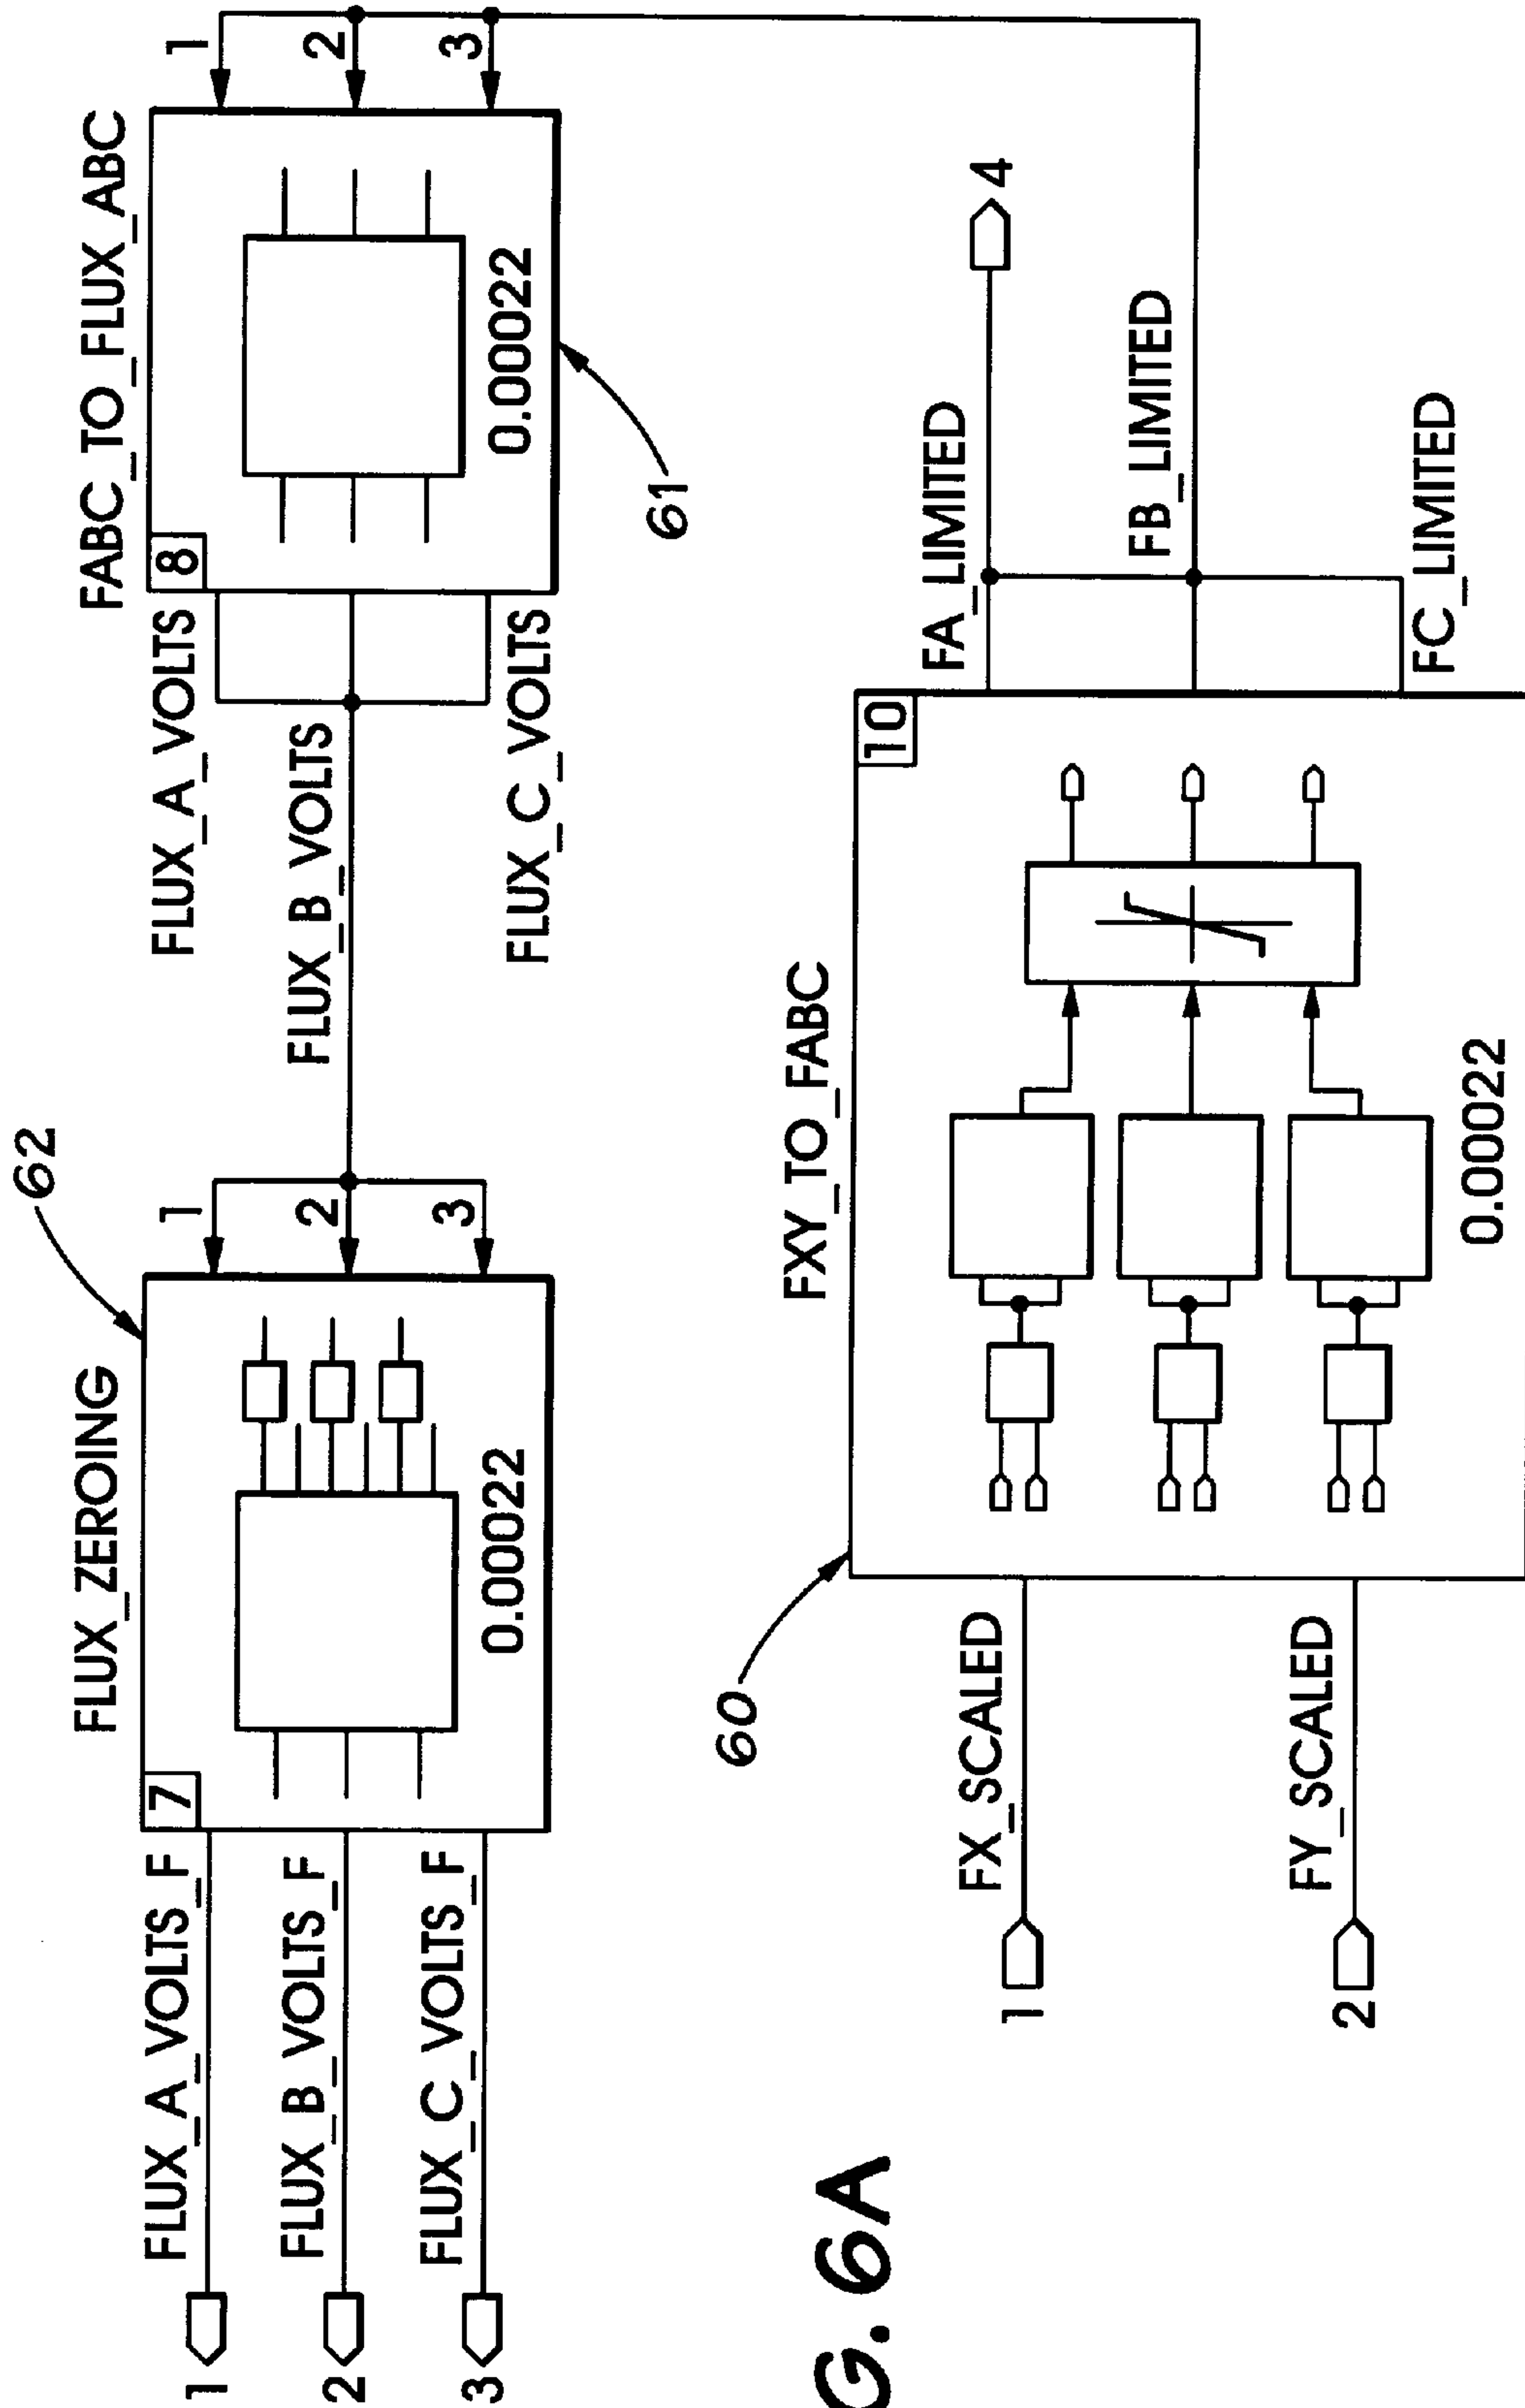 FLUX_ZEROING
62
7
0.00022
FLUX_A_VOLTS_F
FLUX_B_VOLTS_F
FLUX_C_VOLTS_F
1
2
3
1
2
3
FABC_TO_FLUX_ABC
8
0.00022
61
FLUX_A_VOLTS
FLUX_B_VOLTS
FLUX_C_VOLTS
1
2
3
FXY_TO_FABC
60
10
0.00022
FX_SCALED
FY_SCALED
1
2
FA_LIMITED
FB_LIMITED
FC_LIMITED
4
G. 6A